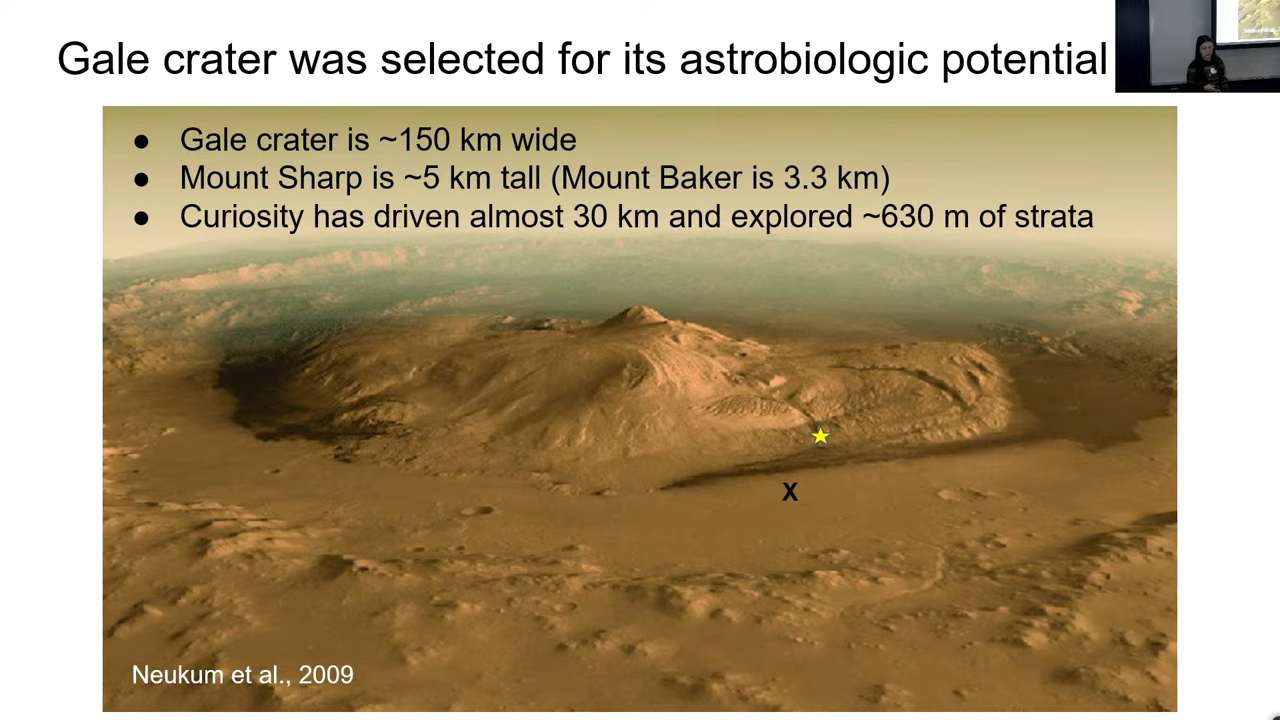 Gale crater was selected for its astrobiologic potential
● Gale crater is ~150 km wide
● Mount Sharp is ~5 km tall (Mount Baker is 3.3 km)
● Curiosity has driven almost 30 km and explored ~630 m of strata
X
Neukum et al., 2009